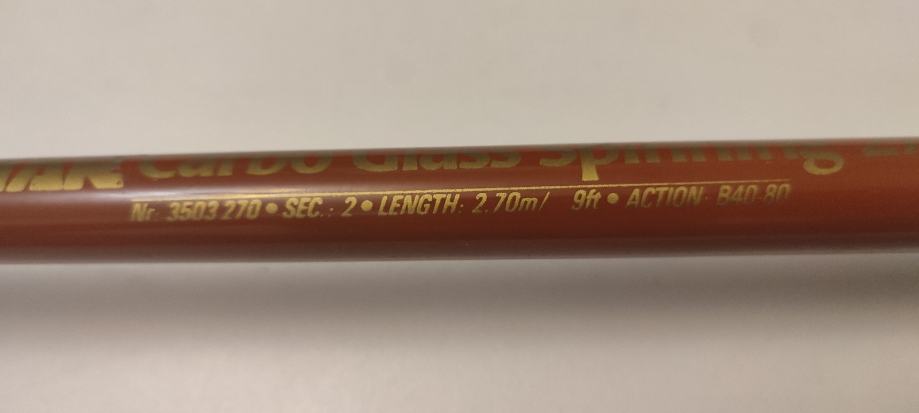 Carbo Glass Spinning
Nr. 3503 270 • SEC.: 2 • LENGTH: 2.70m/ 9ft • ACTION: B40-80